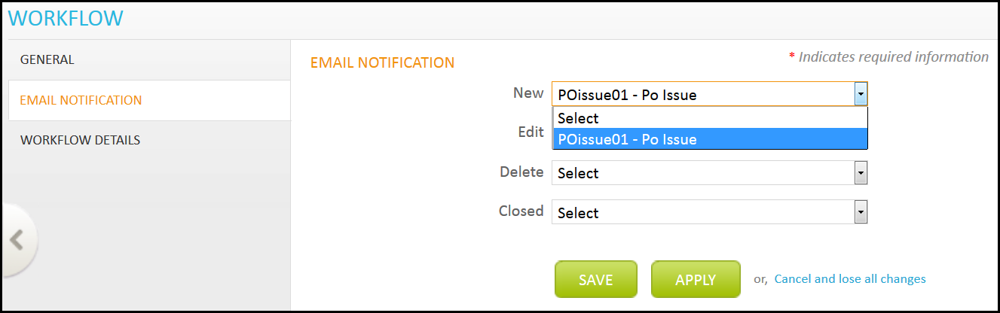 WORKFLOW
GENERAL
EMAIL NOTIFICATION
WORKFLOW DETAILS
EMAIL NOTIFICATION
* Indicates required information
New POissue01 - Po Issue
Select
Edit
POissue01 - Po Issue
Delete Select
Closed Select
SAVE APPLY or, Cancel and lose all changes